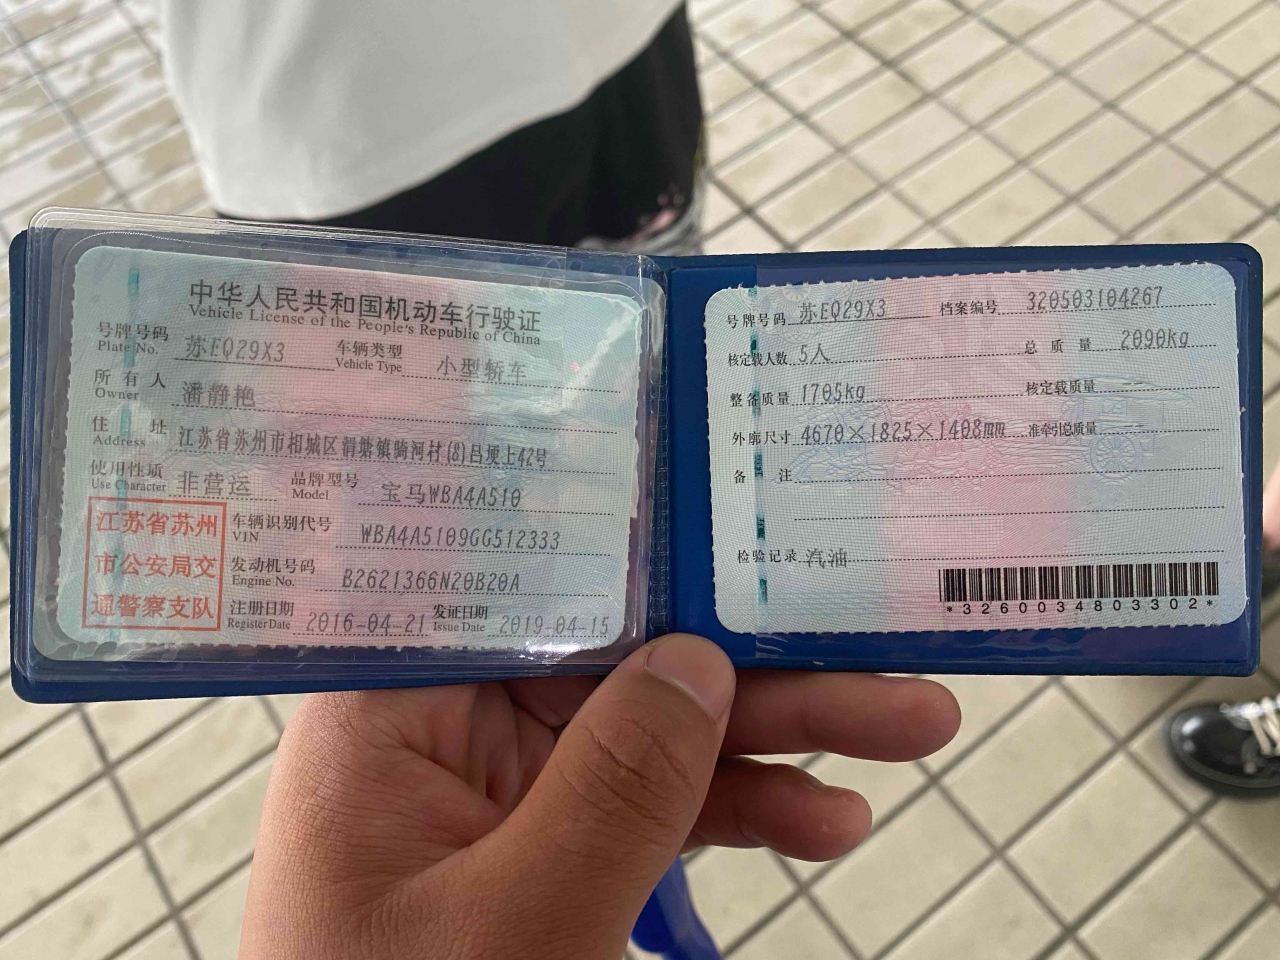 中华人民共和国机动车行驶证
Vehicle License of the People's Republic of China
号牌号码 苏EQ29X3 车辆类型 小型轿车
Plate No. Vehicle Type
所有人 潘静艳
Owner
住址 江苏省苏州市相城区渭塘镇骑河村(8)吕埂上42号
Address
使用性质 非营运 品牌型号 宝马WBA4A510
Use Character Model
江苏省苏州
市公安局交
通警察支队
车辆识别代号 WBA4A5109GG512333
VIN
发动机号码 B2621366N20B20A
Engine No.
注册日期 2016-04-21 发证日期 2019-04-15
Register Date Issue Date
号牌号码 苏EQ29X3 档案编号 320503104267
核定载人数 5人 总质量 2090kg
整备质量 1705kg 核定载质量 --
外廓尺寸 4670×1825×1408mm 准牵引总质量 --
备注
检验记录 汽油
*3260034803302*